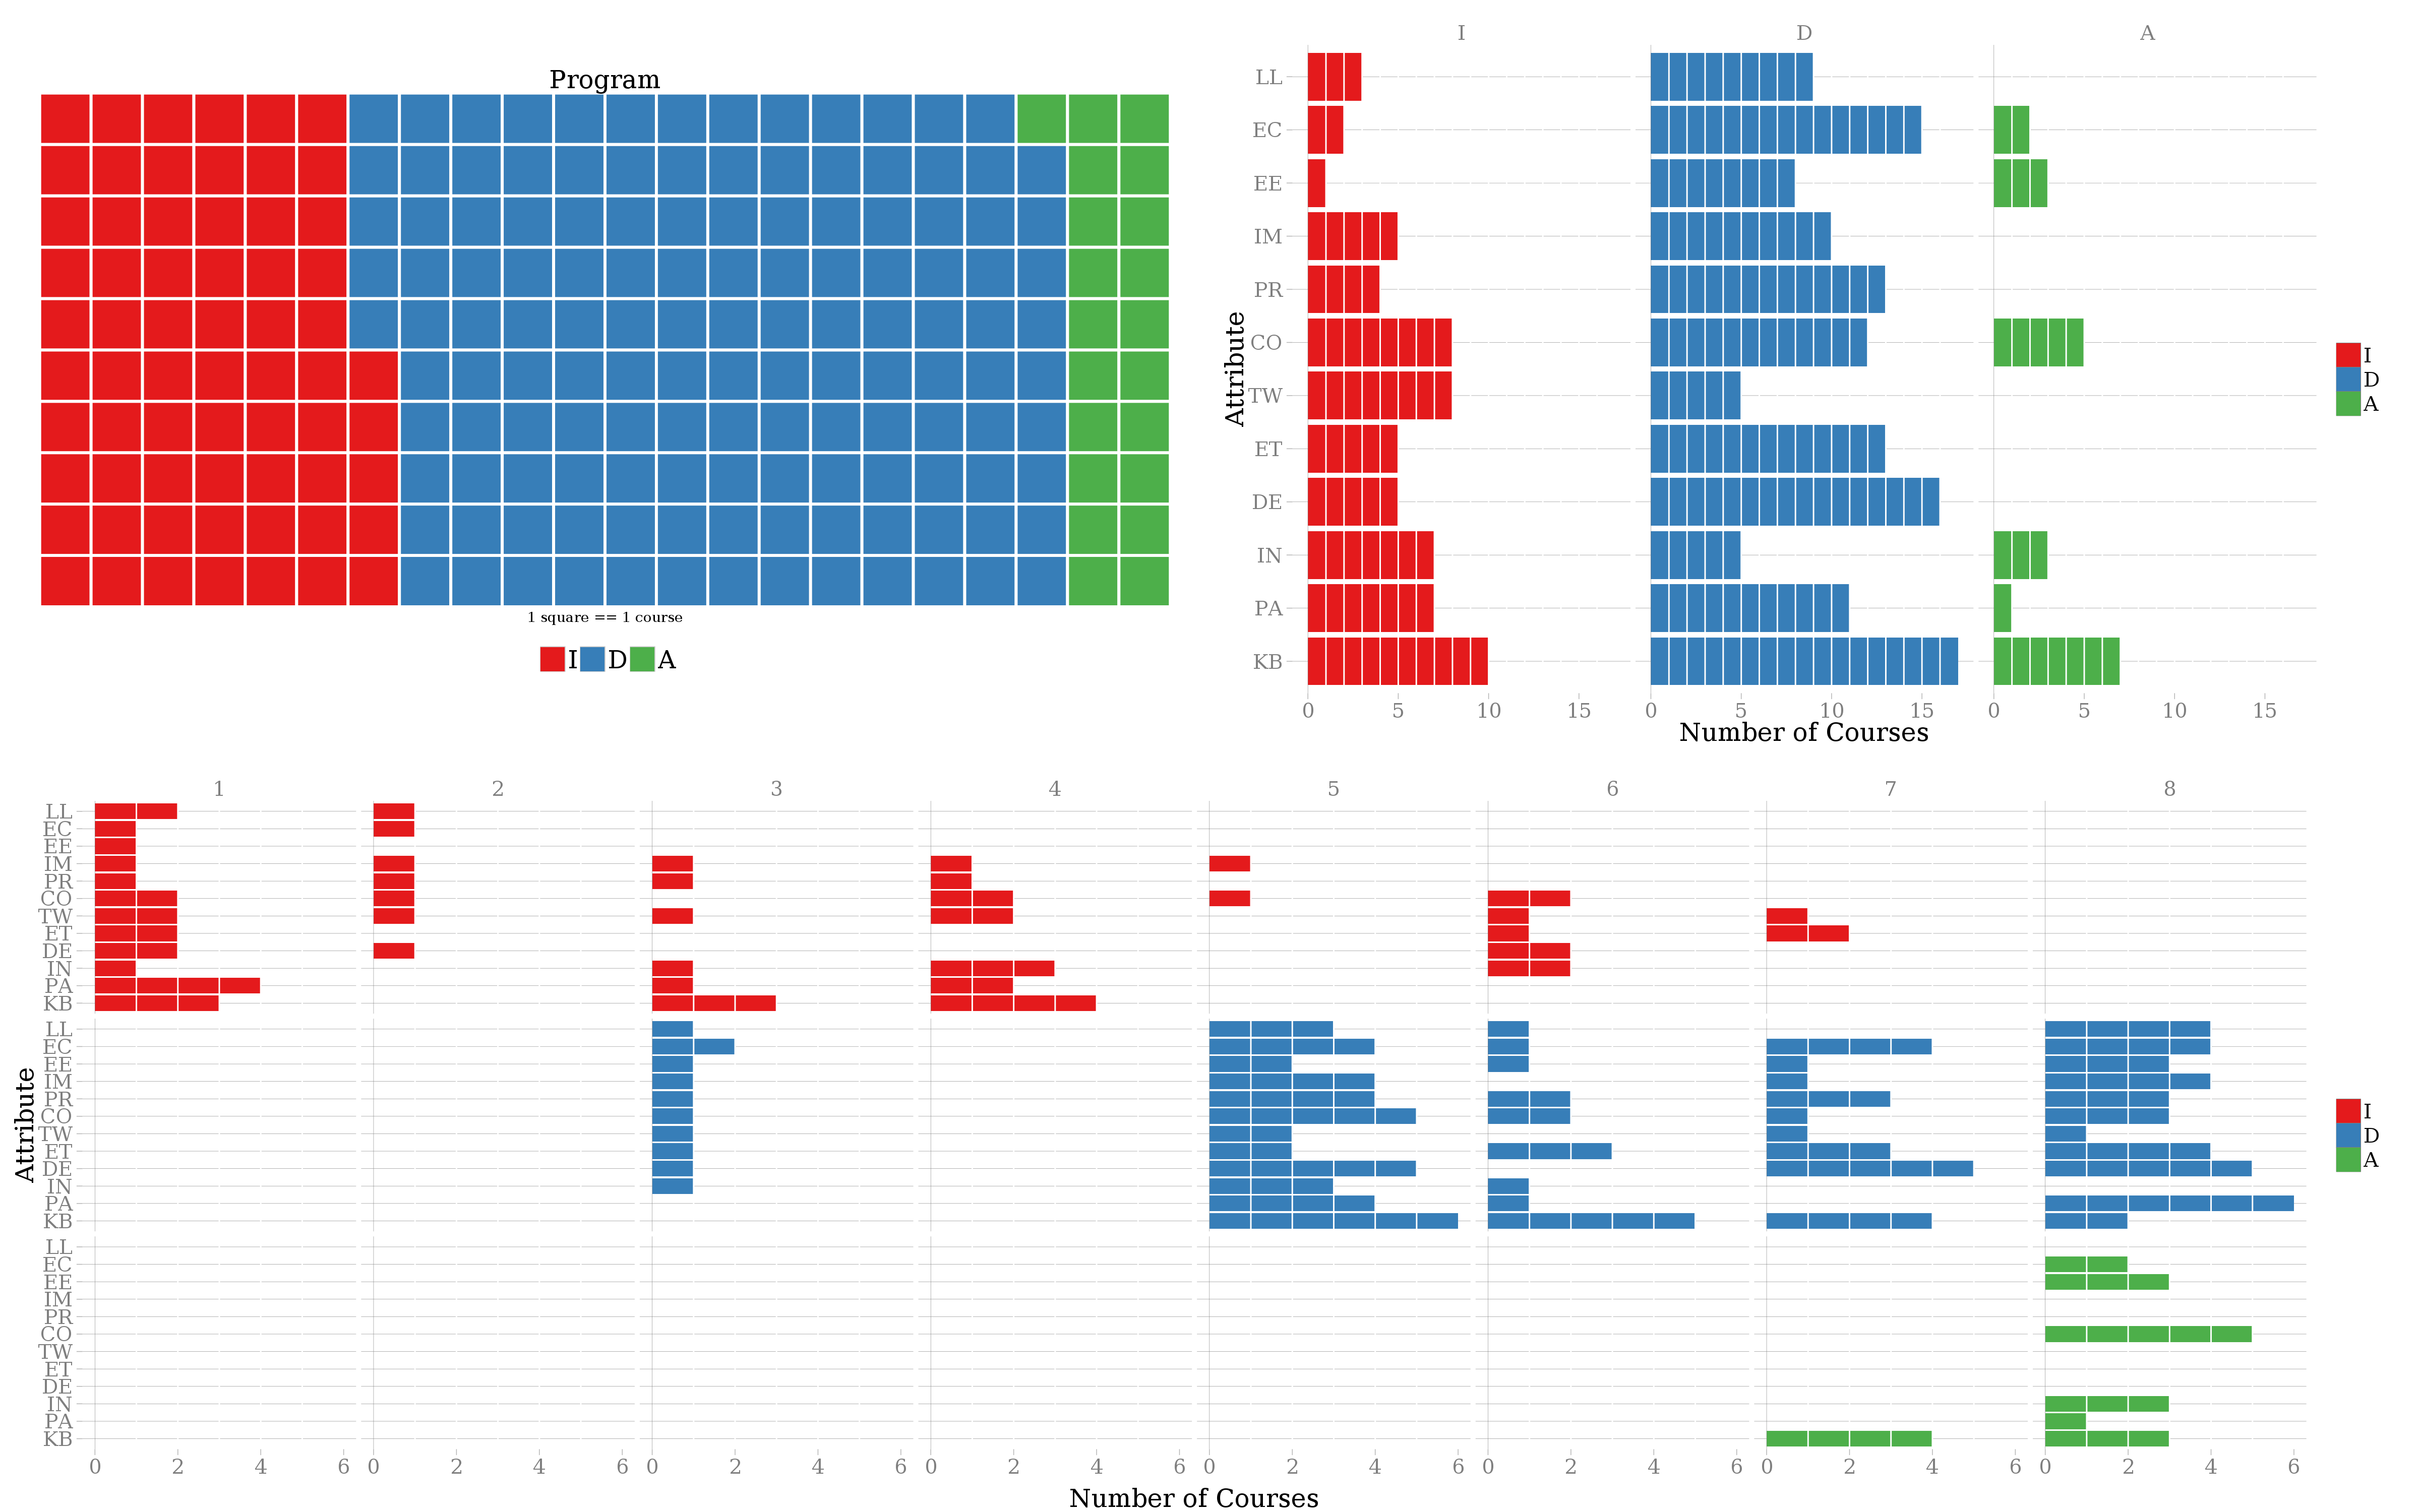 Program
1 square == 1 course
I D A
I D A
LL
EC
EE
IM
PR
CO
TW
ET
DE
IN
PA
KB
Attribute
0 5 10 15 0 5 10 15 0 5 10 15
Number of Courses
I
D
A
1 2 3 4 5 6 7 8
LL
EC
EE
IM
PR
CO
TW
ET
DE
IN
PA
KB
LL
EC
EE
IM
PR
CO
TW
ET
DE
IN
PA
KB
LL
EC
EE
IM
PR
CO
TW
ET
DE
IN
PA
KB
Attribute
0 2 4 6 0 2 4 6 0 2 4 6 0 2 4 6 0 2 4 6 0 2 4 6 0 2 4 6 0 2 4 6
Number of Courses
I
D
A